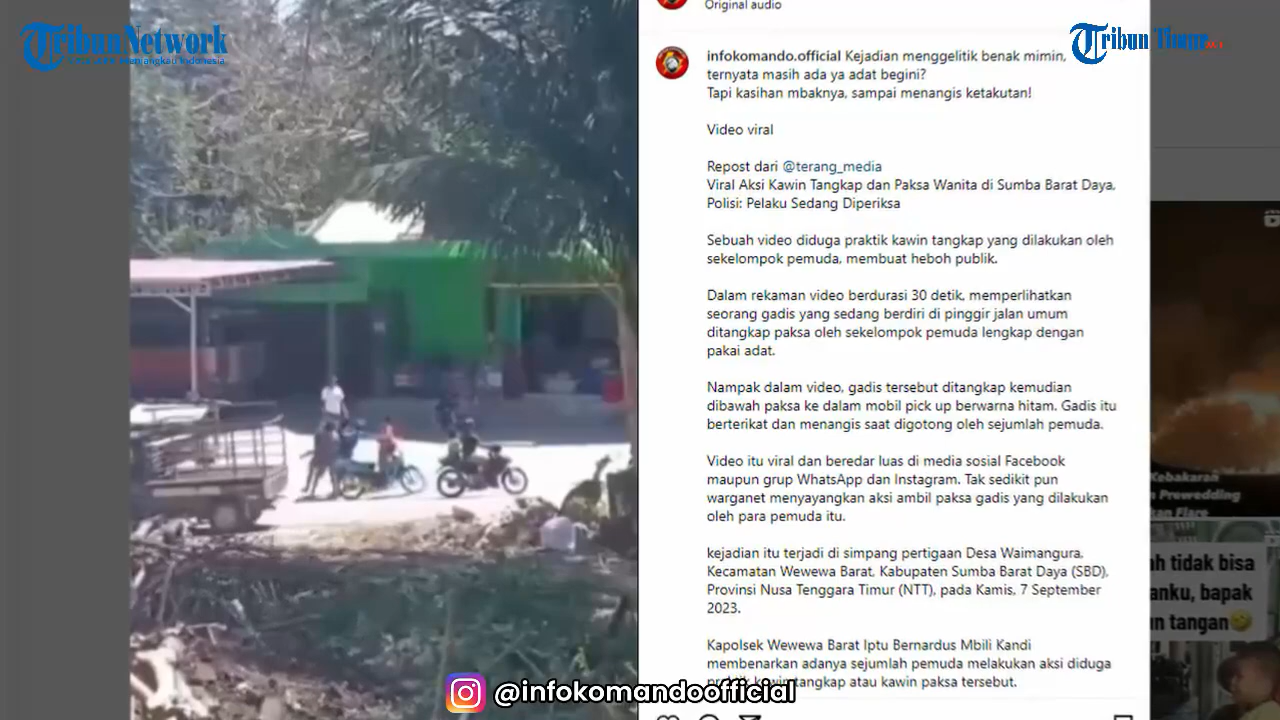 Tribun Network
Original audio
Tribun Timur
infokomando.official Kejadian menggelitik benak mimin,
ternyata masih ada ya adat begini?
Tapi kasihan mbaknya, sampai menangis ketakutan!
Video viral
Repost dari @terang_media
Viral Aksi Kawin Tangkap dan Paksa Wanita di Sumba Barat Daya,
Polisi: Pelaku Sedang Diperiksa
Sebuah video diduga praktik kawin tangkap yang dilakukan oleh
sekelompok pemuda, membuat heboh publik.
Dalam rekaman video berdurasi 30 detik, memperlihatkan
seorang gadis yang sedang berdiri di pinggir jalan umum
ditangkap paksa oleh sekelompok pemuda lengkap dengan
pakai adat.
Nampak dalam video, gadis tersebut ditangkap kemudian
dibawah paksa ke dalam mobil pick up berwarna hitam. Gadis itu
berterikat dan menangis saat digotong oleh sejumlah pemuda.
Video itu viral dan beredar luas di media sosial Facebook
maupun grup WhatsApp dan Instagram. Tak sedikit pun
warganet menyayangkan aksi ambil paksa gadis yang dilakukan
oleh para pemuda itu.
kejadian itu terjadi di simpang pertigaan Desa Waimangura,
Kecamatan Wewewa Barat, Kabupaten Sumba Barat Daya (SBD),
Provinsi Nusa Tenggara Timur (NTT), pada Kamis, 7 September
2023.
Kapolsek Wewewa Barat Iptu Bernardus Mbili Kandi
membenarkan adanya sejumlah pemuda melakukan aksi diduga
praktik kawin tangkap atau kawin paksa tersebut.
@infokomandoofficial
Kebakaran
Prewedding
kan Flare
ah tidak bisa
anku, bapak
n tangan